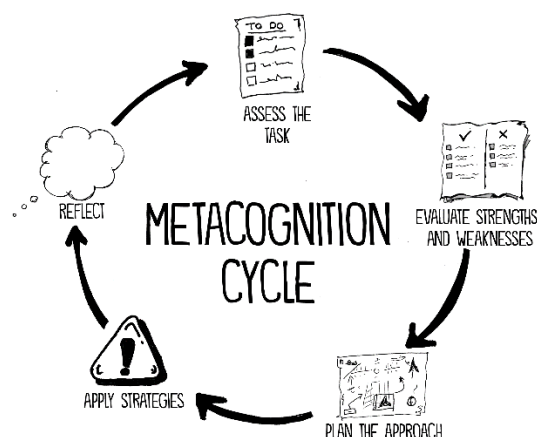 TO DO
ASSESS THE
TASK
EVALUATE STRENGTHS
AND WEAKNESSES
PLAN THE APPROACH
APPLY STRATEGIES
REFLECT
METACOGNITION
CYCLE